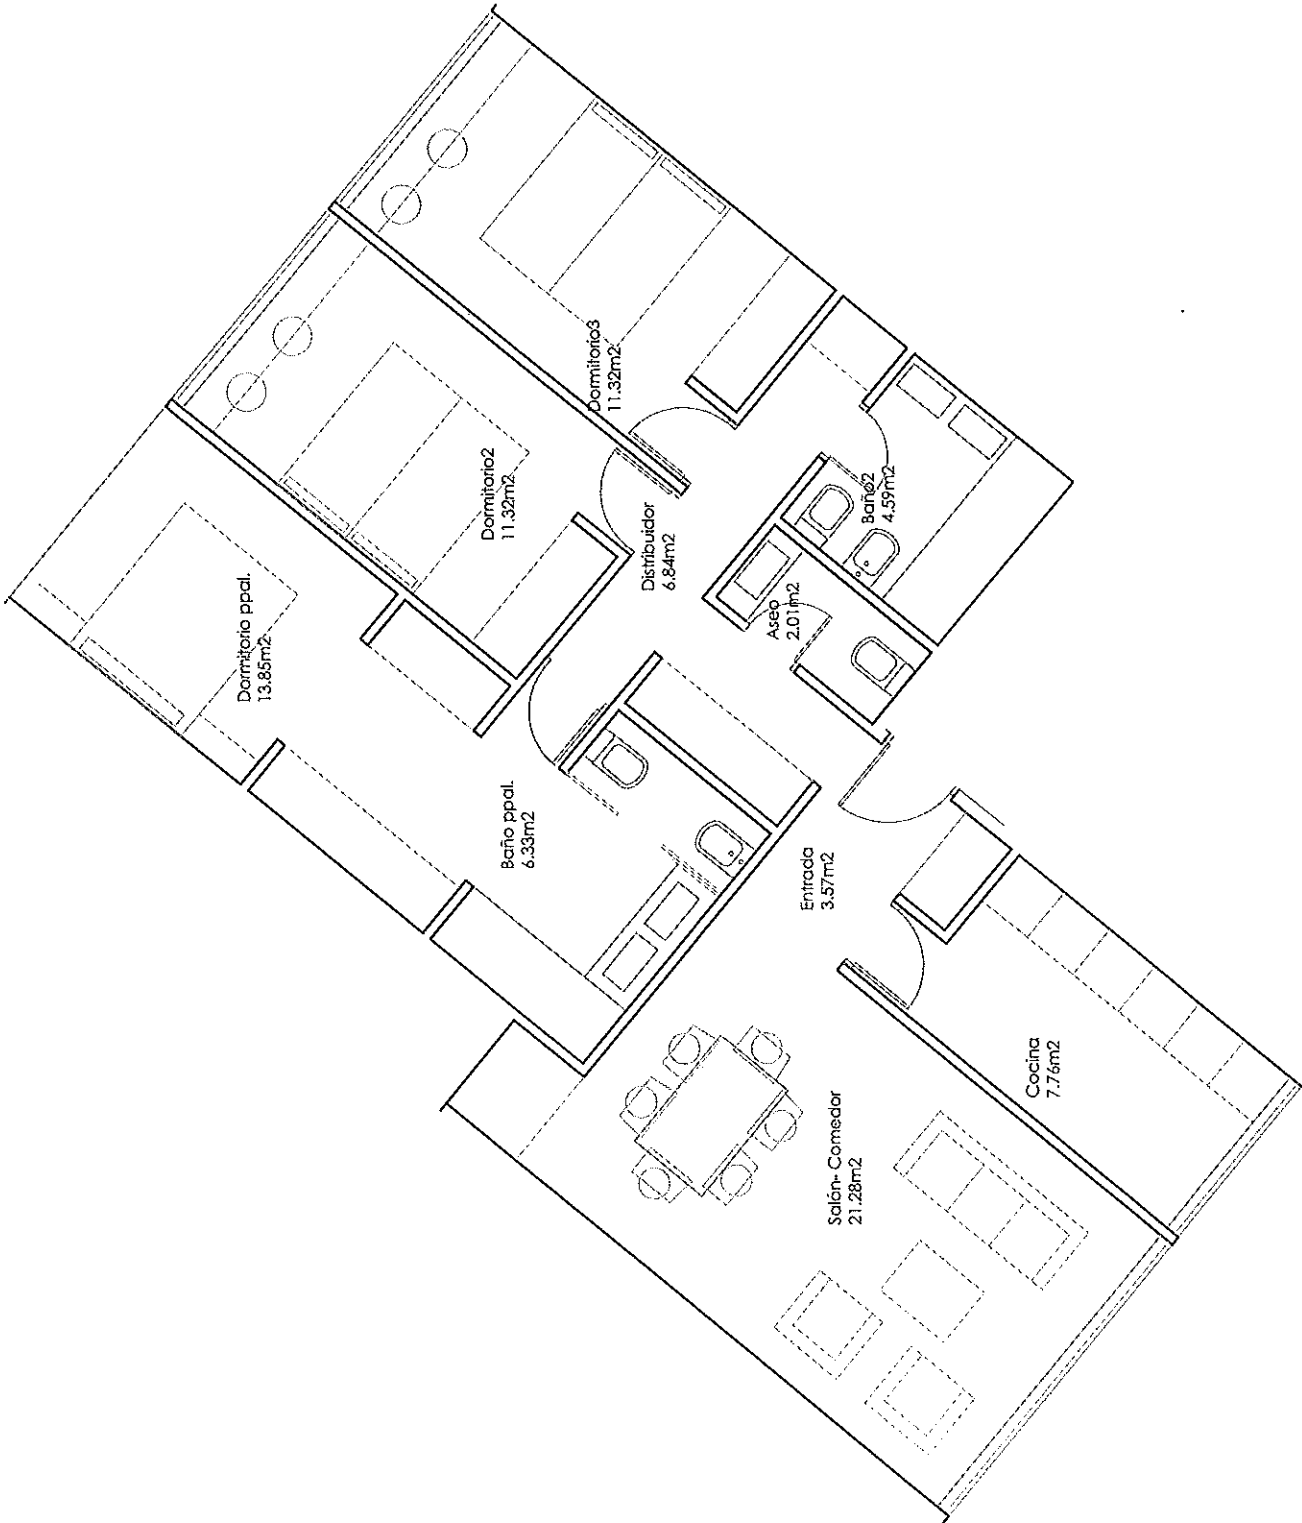 Dormitorio ppal.
13.85m2
Dormitorio2
11.32m2
Dormitorio3
11.32m2
Distribuidor
6.84m2
Baño2
4.59m2
Aseo
2.01m2
Baño ppal.
6.33m2
Entrada
3.57m2
Salón- Comedor
21.28m2
Cocina
7.76m2